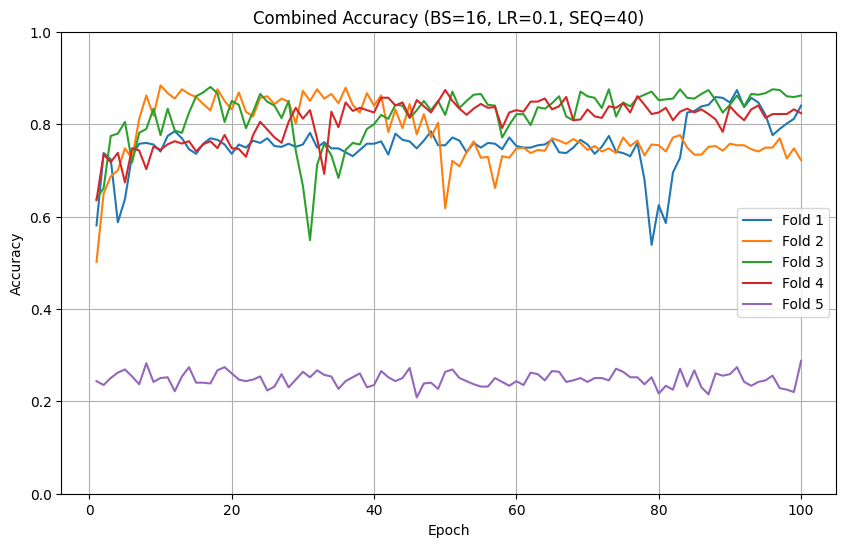 Combined Accuracy (BS=16, LR=0.1, SEQ=40)
1.0
0.8
0.6
0.4
0.2
0.0
Accuracy
Fold 1
Fold 2
Fold 3
Fold 4
Fold 5
0 20 40 60 80 100
Epoch